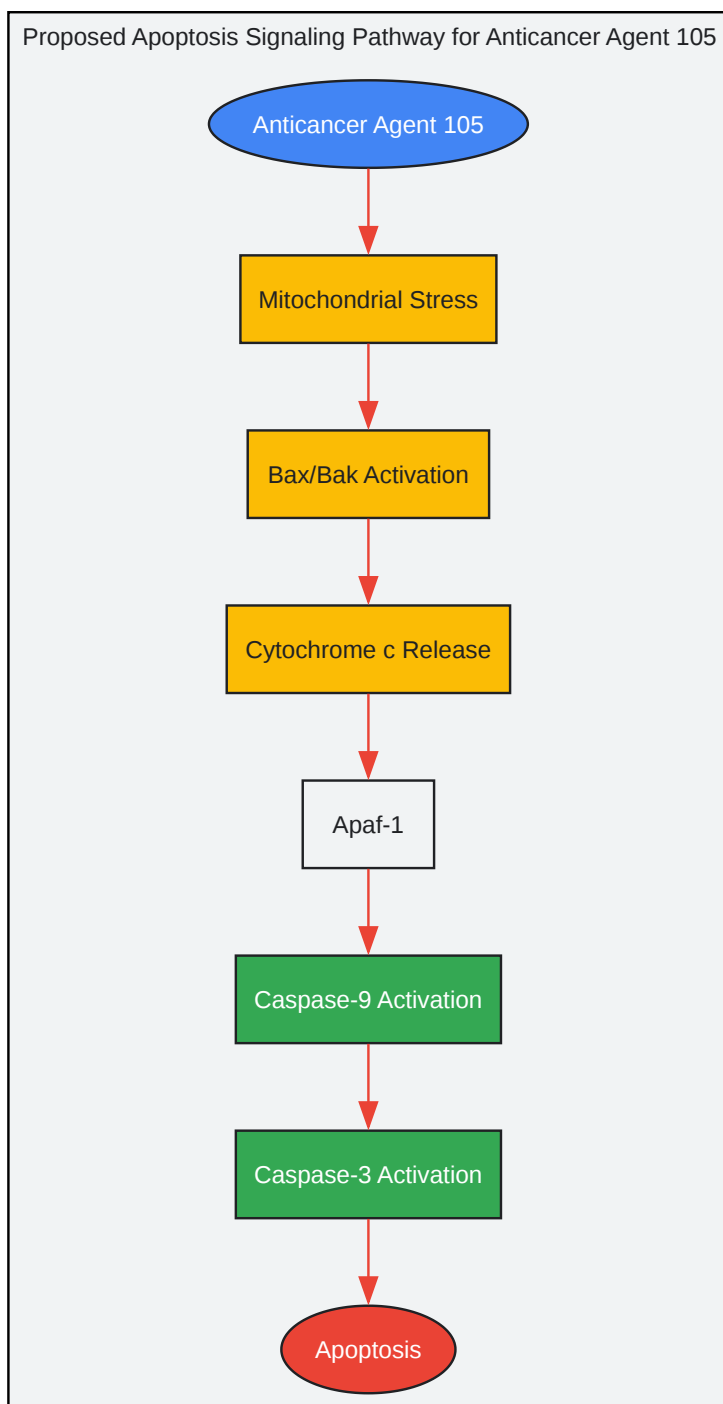 Proposed Apoptosis Signaling Pathway for Anticancer Agent 105
Anticancer Agent 105
Mitochondrial Stress
Bax/Bak Activation
Cytochrome c Release
Apaf-1
Caspase-9 Activation
Caspase-3 Activation
Apoptosis